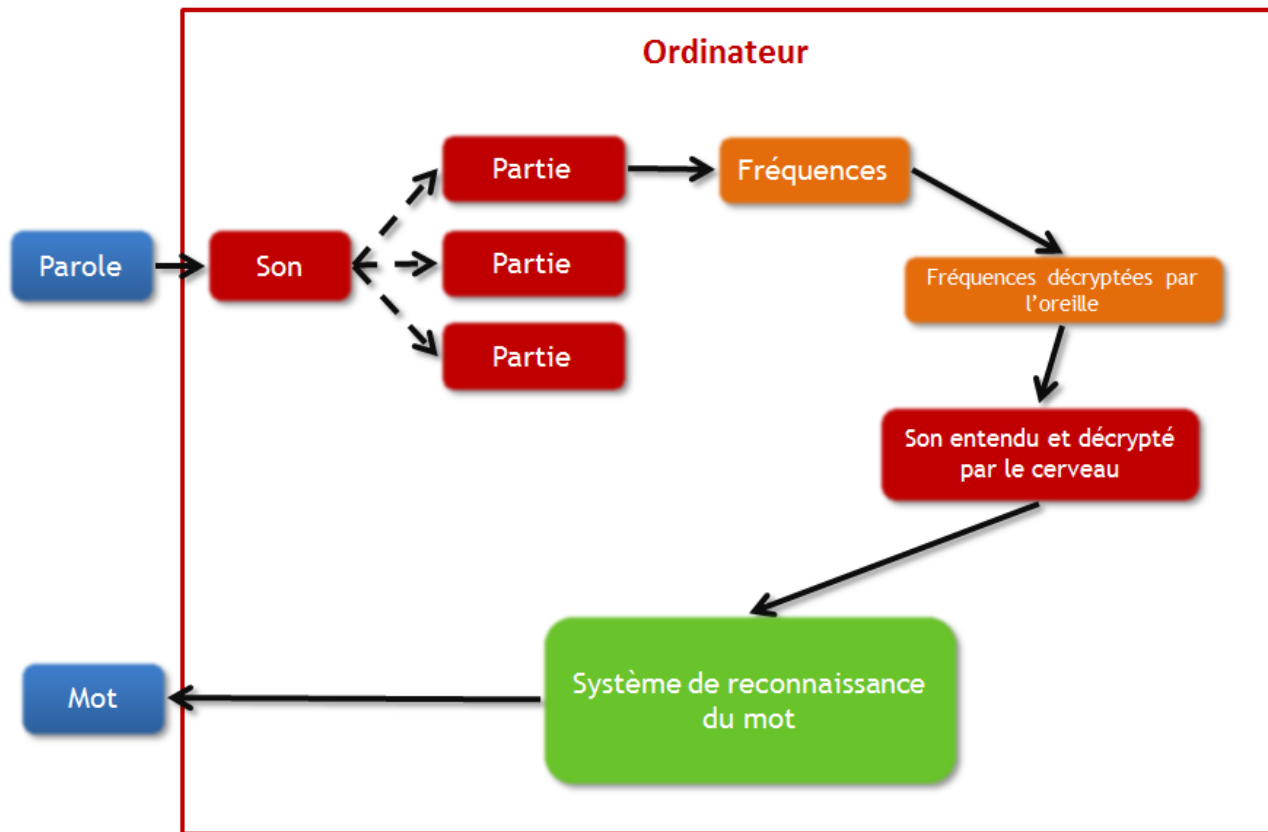 Ordinateur
Partie
Fréquences
Parole
Son
Partie
Fréquences décryptées par
l'oreille
Partie
Son entendu et décrypté
par le cerveau
Système de reconnaissance
du mot
Mot